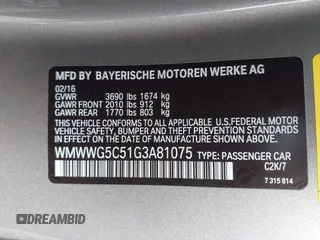 MFD BY BAYERISCHE MOTOREN WERKE AG
02/16
GVWR 3690 lbs 1674 kg
GAWR FRONT 2010 lbs 912 kg
GAWR REAR 1770 lbs 803 kg
THIS VEHICLE CONFORMS TO ALL APPLICABLE
U.S.FEDERAL MOTOR
VEHICLE SAFETY, BUMPER, AND THEFT PREVENTION
STANDARDS IN EFFECT ON THE DATE OF
MANUFACTURE SHOWN ABOVE.
WMWWG5C51G3A81075 TYPE: PASSENGER CAR
C2K/7
7 315 814
DREAMBID